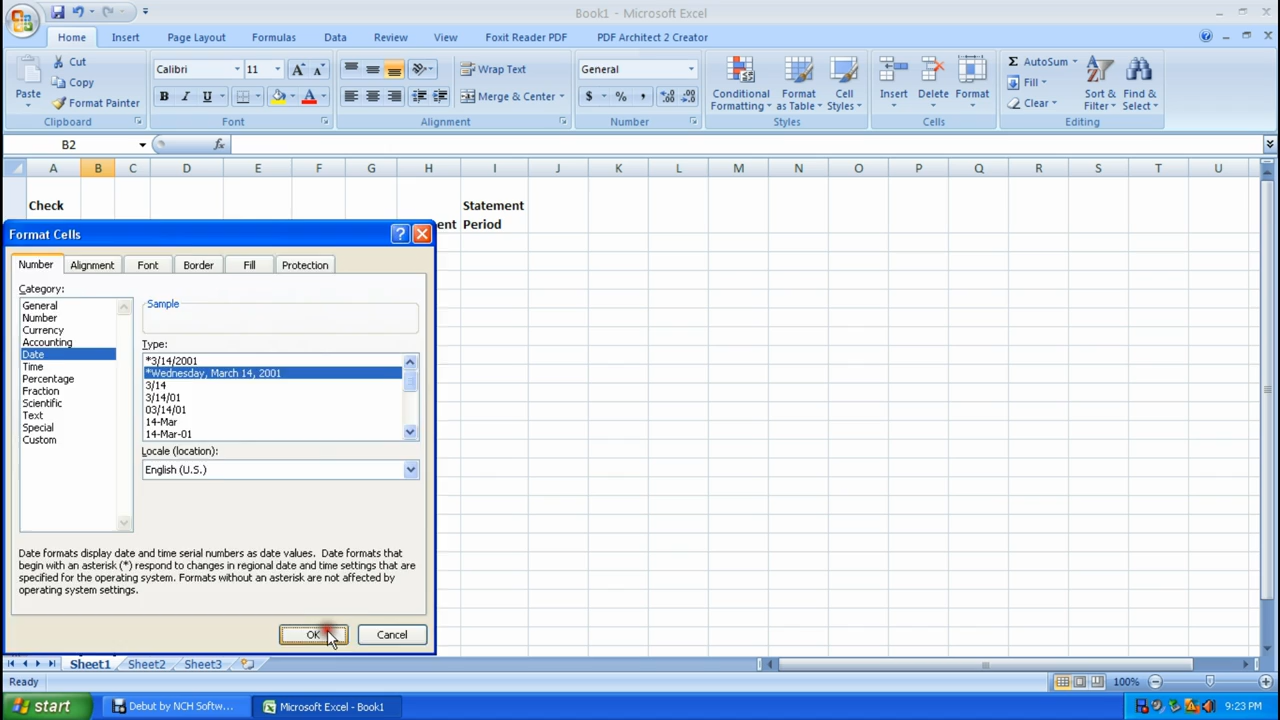 Book1 - Microsoft Excel
Home Insert Page Layout Formulas Data Review View Foxit Reader PDF PDF Architect 2 Creator
Paste
Cut
Copy
Format Painter
Clipboard
Calibri 11
B I U A
Font
Wrap Text
Merge & Center
Alignment
General
$ % ,
Number
Conditional Formatting
Format as Table
Cell Styles
Styles
Insert
Delete
Format
Cells
Σ AutoSum
Fill
Clear
Sort & Filter
Find & Select
Editing
B2 fx
A B C D E F G H I J K L M N O P Q R S T U
Check Statement
ent Period
Format Cells
Number Alignment Font Border Fill Protection
Category:
General
Number
Currency
Accounting
Date
Time
Percentage
Fraction
Scientific
Text
Special
Custom
Sample
Type:
*3/14/2001
*Wednesday, March 14, 2001
3/14
3/14/01
03/14/01
14-Mar
14-Mar-01
Locale (location):
English (U.S.)
Date formats display date and time serial numbers as date values. Date formats that
begin with an asterisk (*) respond to changes in regional date and time settings that are
specified for the operating system. Formats without an asterisk are not affected by
operating system settings.
OK Cancel
Sheet1 Sheet2 Sheet3
Ready 100%
start Debut by NCH Softw... Microsoft Excel - Book1 9:23 PM